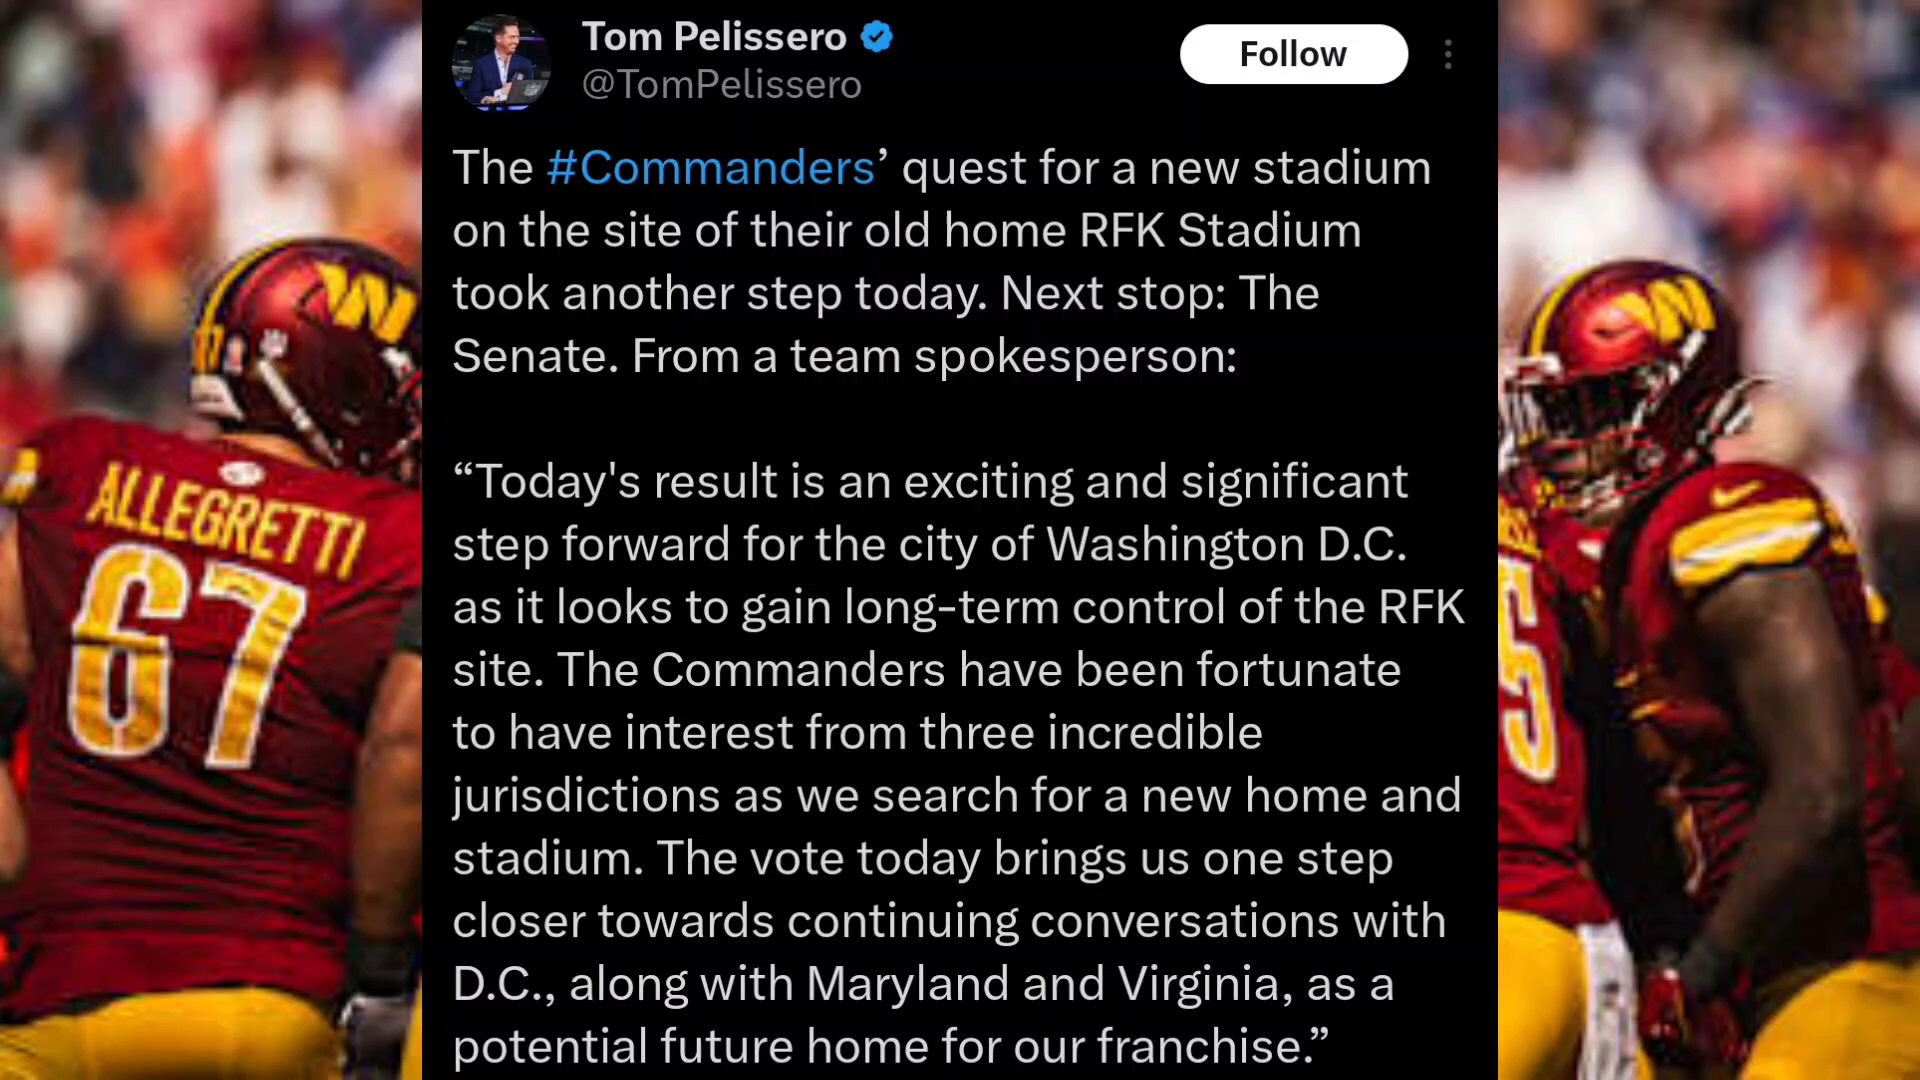 Tom Pelissero
@TomPelissero
Follow
The #Commanders’ quest for a new stadium
on the site of their old home RFK Stadium
took another step today. Next stop: The
Senate. From a team spokesperson:
“Today's result is an exciting and significant
step forward for the city of Washington D.C.
as it looks to gain long-term control of the RFK
site. The Commanders have been fortunate
to have interest from three incredible
jurisdictions as we search for a new home and
stadium. The vote today brings us one step
closer towards continuing conversations with
D.C., along with Maryland and Virginia, as a
potential future home for our franchise.”
W
ALLEGRETTI
67
W
5